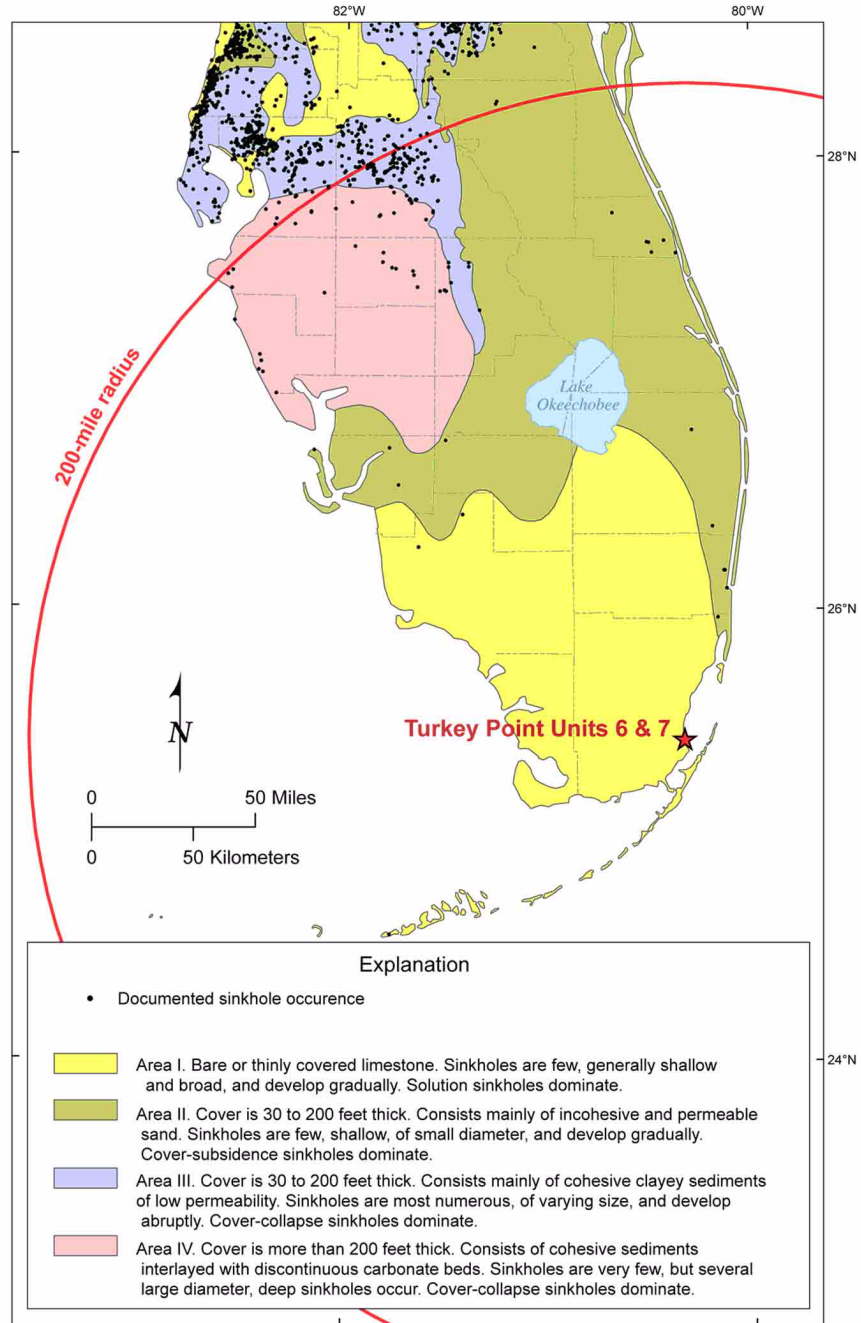 82°W
80°W
28°N
200-mile radius
Lake
Okeechobee
26°N
Turkey Point Units 6 & 7
N
0 50 Miles
0 50 Kilometers
Explanation
Documented sinkhole occurence
24°N
Area I. Bare or thinly covered limestone. Sinkholes are few, generally shallow
and broad, and develop gradually. Solution sinkholes dominate.
Area II. Cover is 30 to 200 feet thick. Consists mainly of incohesive and permeable
sand. Sinkholes are few, shallow, of small diameter, and develop gradually.
Cover-subsidence sinkholes dominate.
Area III. Cover is 30 to 200 feet thick. Consists mainly of cohesive clayey sediments
of low permeability. Sinkholes are most numerous, of varying size, and develop
abruptly. Cover-collapse sinkholes dominate.
Area IV. Cover is more than 200 feet thick. Consists of cohesive sediments
interlayed with discontinuous carbonate beds. Sinkholes are very few, but several
large diameter, deep sinkholes occur. Cover-collapse sinkholes dominate.